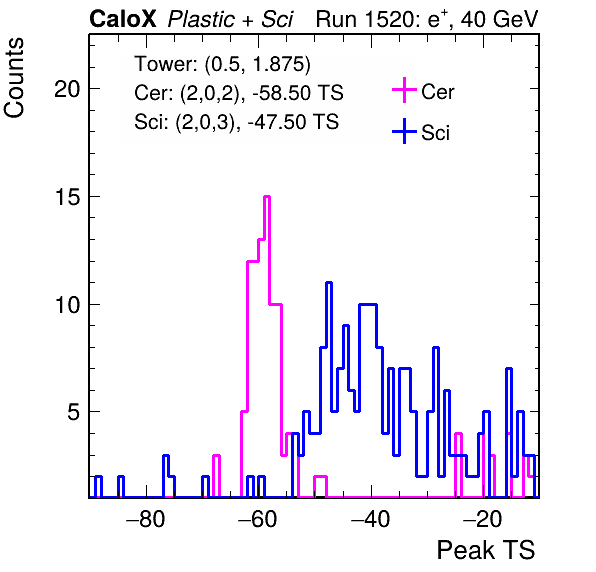 CaloX Plastic + Sci Run 1520: e+, 40 GeV
Tower: (0.5, 1.875)
Cer: (2,0,2), -58.50 TS
Sci: (2,0,3), -47.50 TS
Cer
Sci
Counts
20
15
10
5
−80 −60 −40 −20
Peak TS